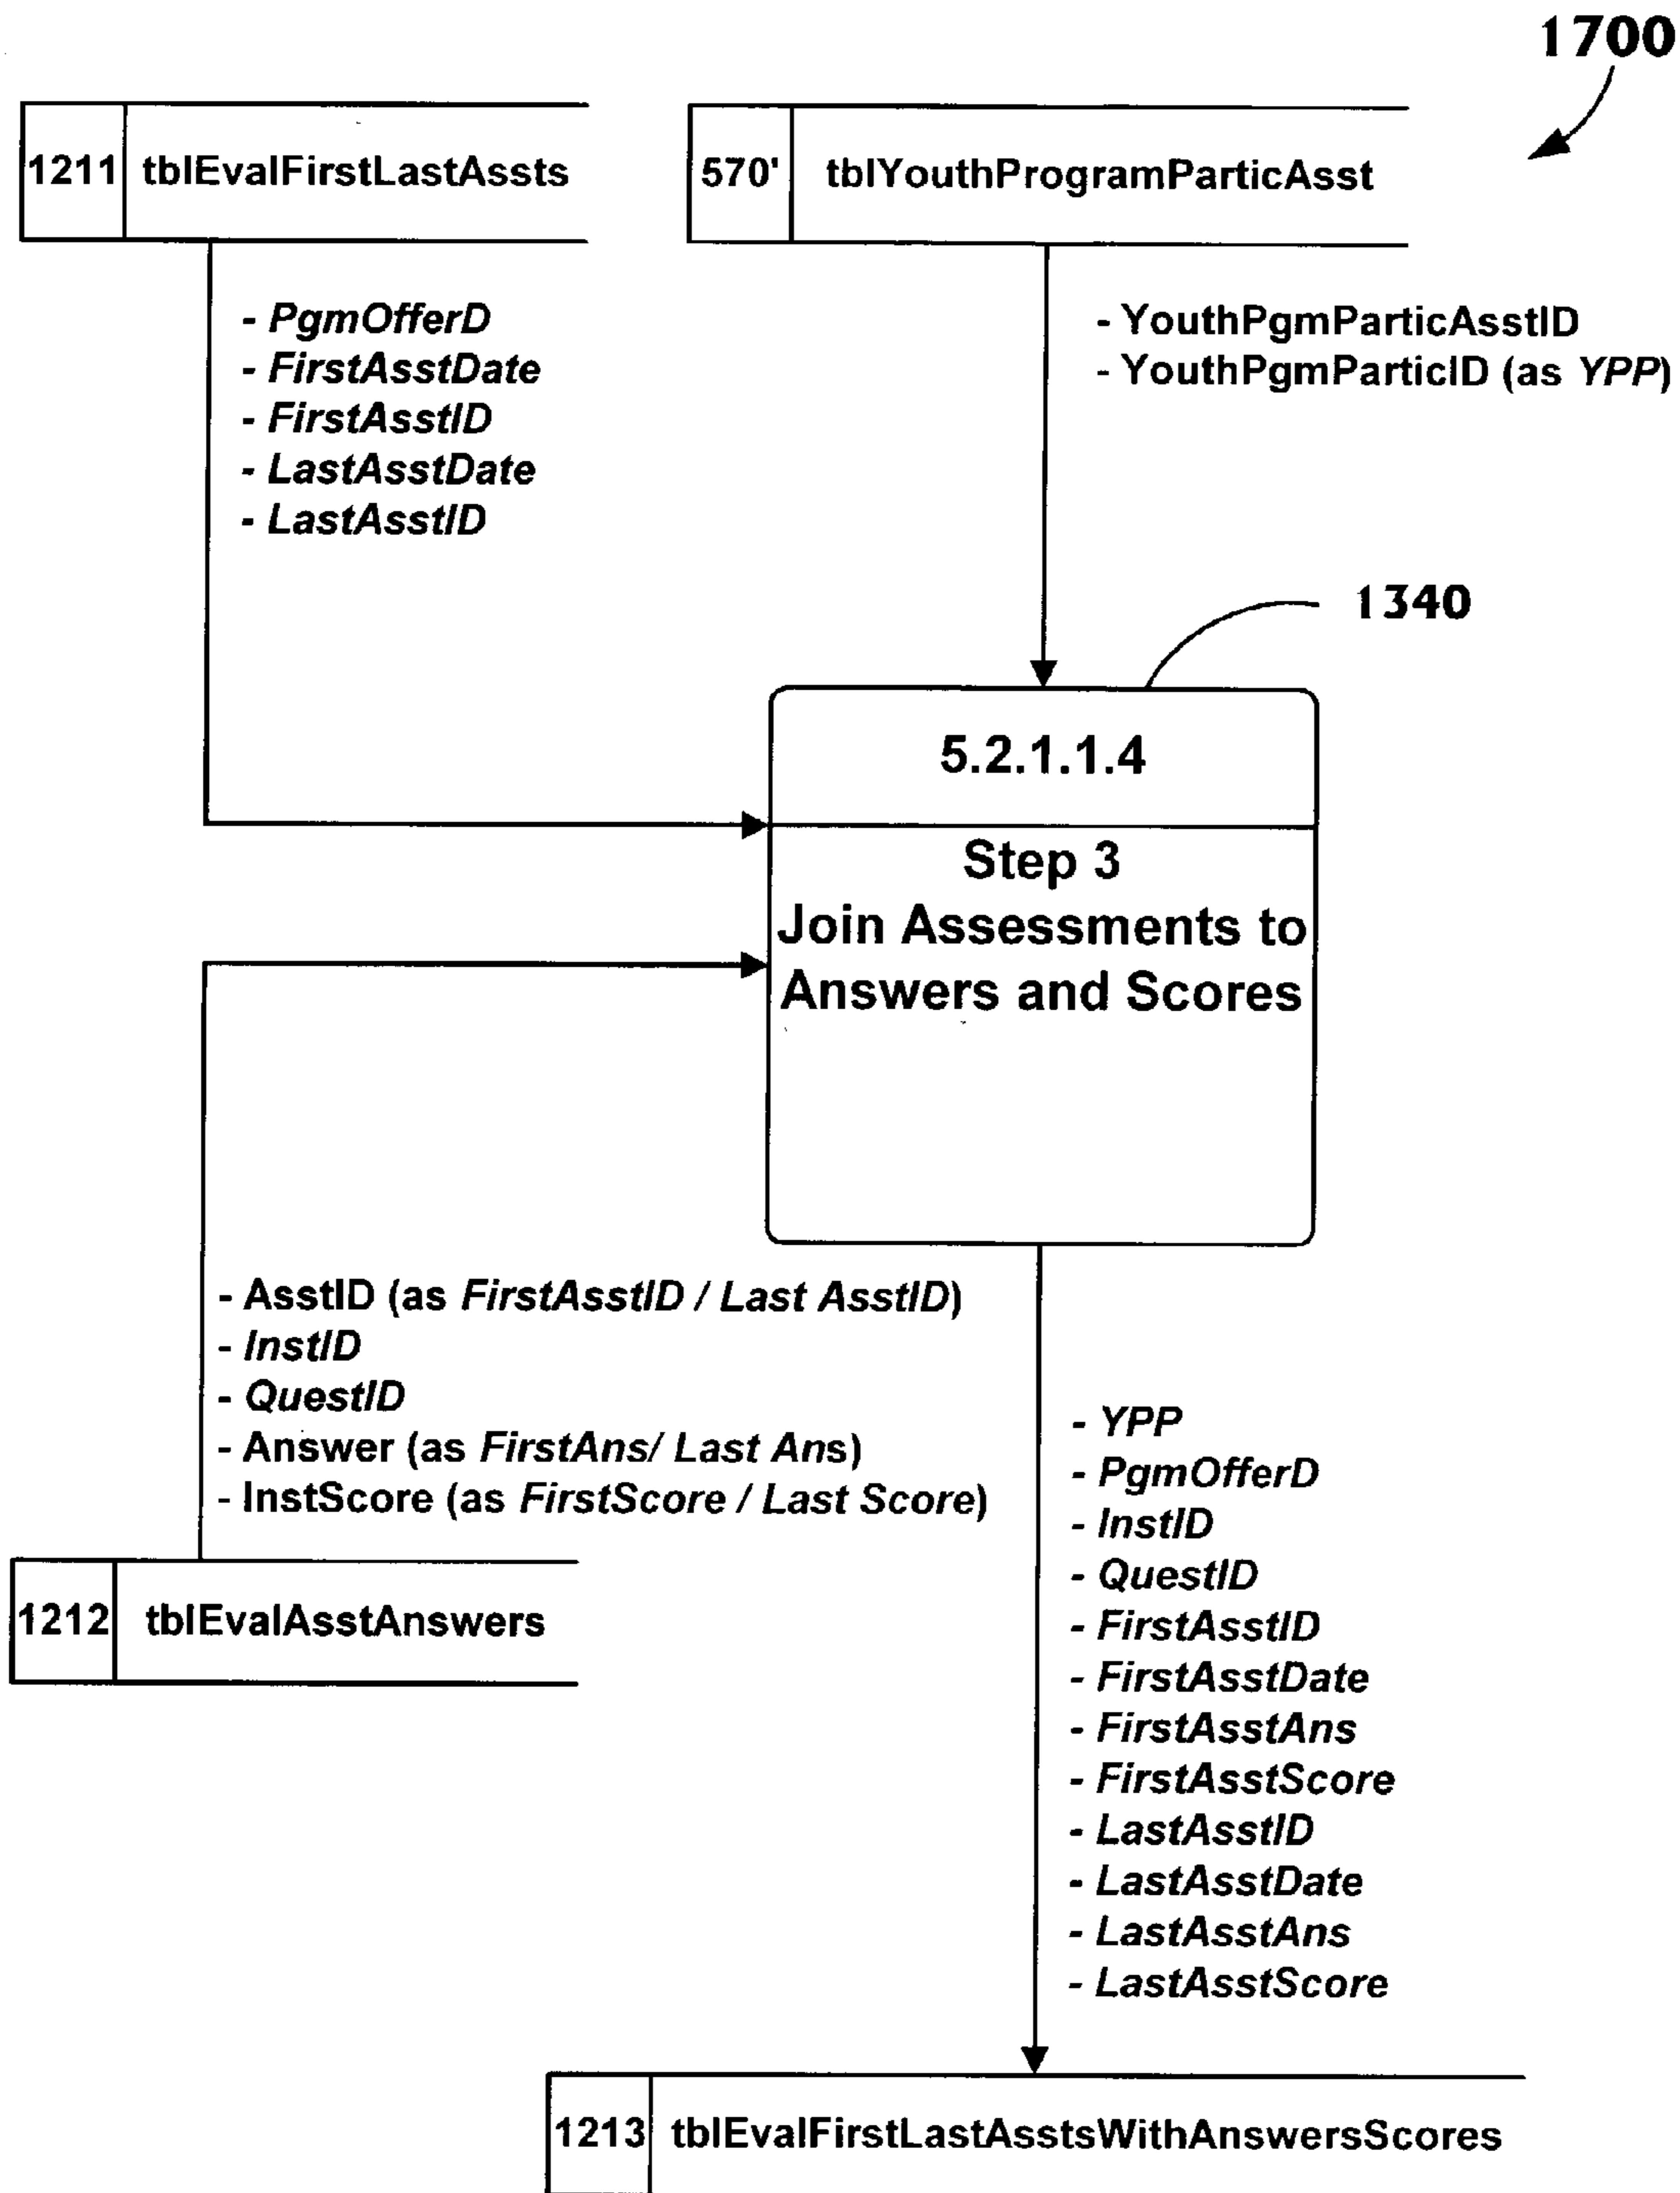 1700
1211 tblEvalFirstLastAssts
570' tblYouthProgramParticAsst
- PgmOfferD
- FirstAsstDate
- FirstAsstID
- LastAsstDate
- LastAsstID
- YouthPgmParticAsstID
- YouthPgmParticID (as YPP)
1340
5.2.1.1.4
Step 3
Join Assessments to
Answers and Scores
- AsstID (as FirstAsstID / Last AsstID)
- InstID
- QuestID
- Answer (as FirstAns/ Last Ans)
- InstScore (as FirstScore / Last Score)
1212 tblEvalAsstAnswers
- YPP
- PgmOfferD
- InstID
- QuestID
- FirstAsstID
- FirstAsstDate
- FirstAsstAns
- FirstAsstScore
- LastAsstID
- LastAsstDate
- LastAsstAns
- LastAsstScore
1213 tblEvalFirstLastAsstsWithAnswersScores